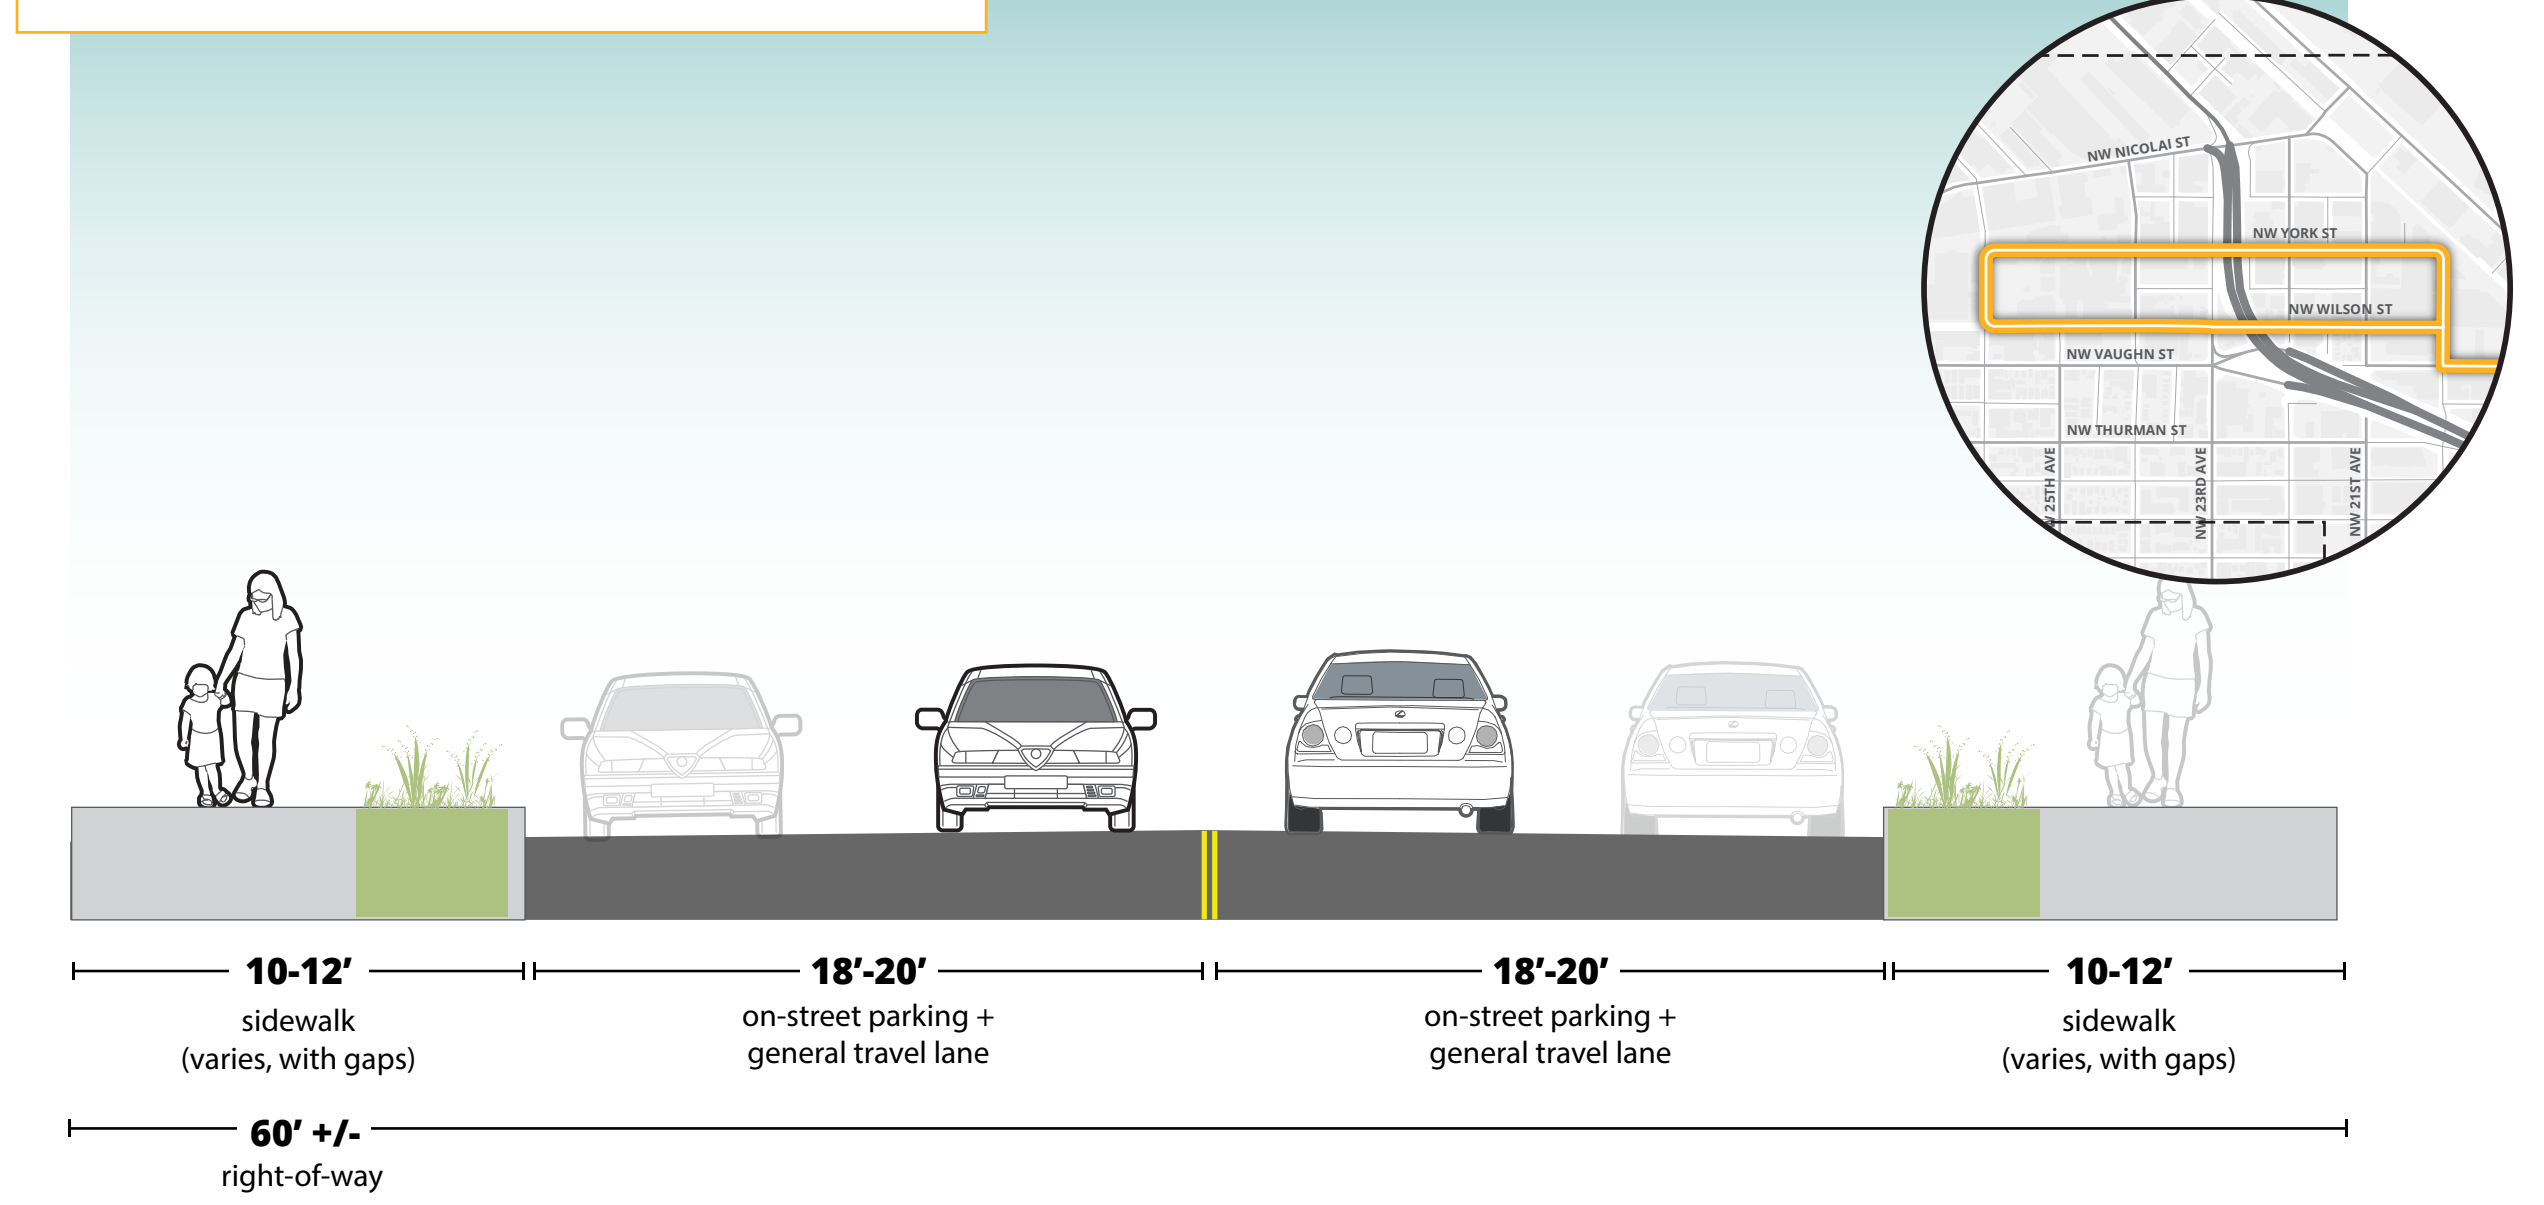 NW NICOLAI ST
NW YORK ST
NW WILSON ST
NW VAUGHN ST
NW THURMAN ST
NW 25TH AVE
NW 23RD AVE
NW 21ST AVE
10-12’
18’-20’
18’-20’
10-12’
sidewalk
(varies, with gaps)
on-street parking +
general travel lane
on-street parking +
general travel lane
sidewalk
(varies, with gaps)
60’ +/-
right-of-way